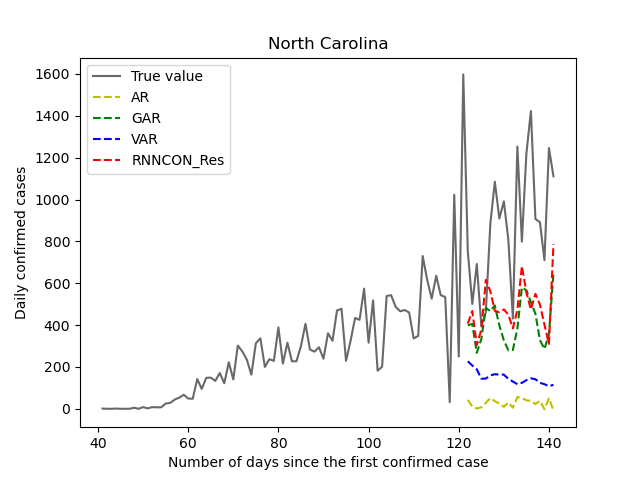 North Carolina
True value
AR
GAR
VAR
RNNCON_Res
Daily confirmed cases
1600
1400
1200
1000
800
600
400
200
0
40 60 80 100 120 140
Number of days since the first confirmed case